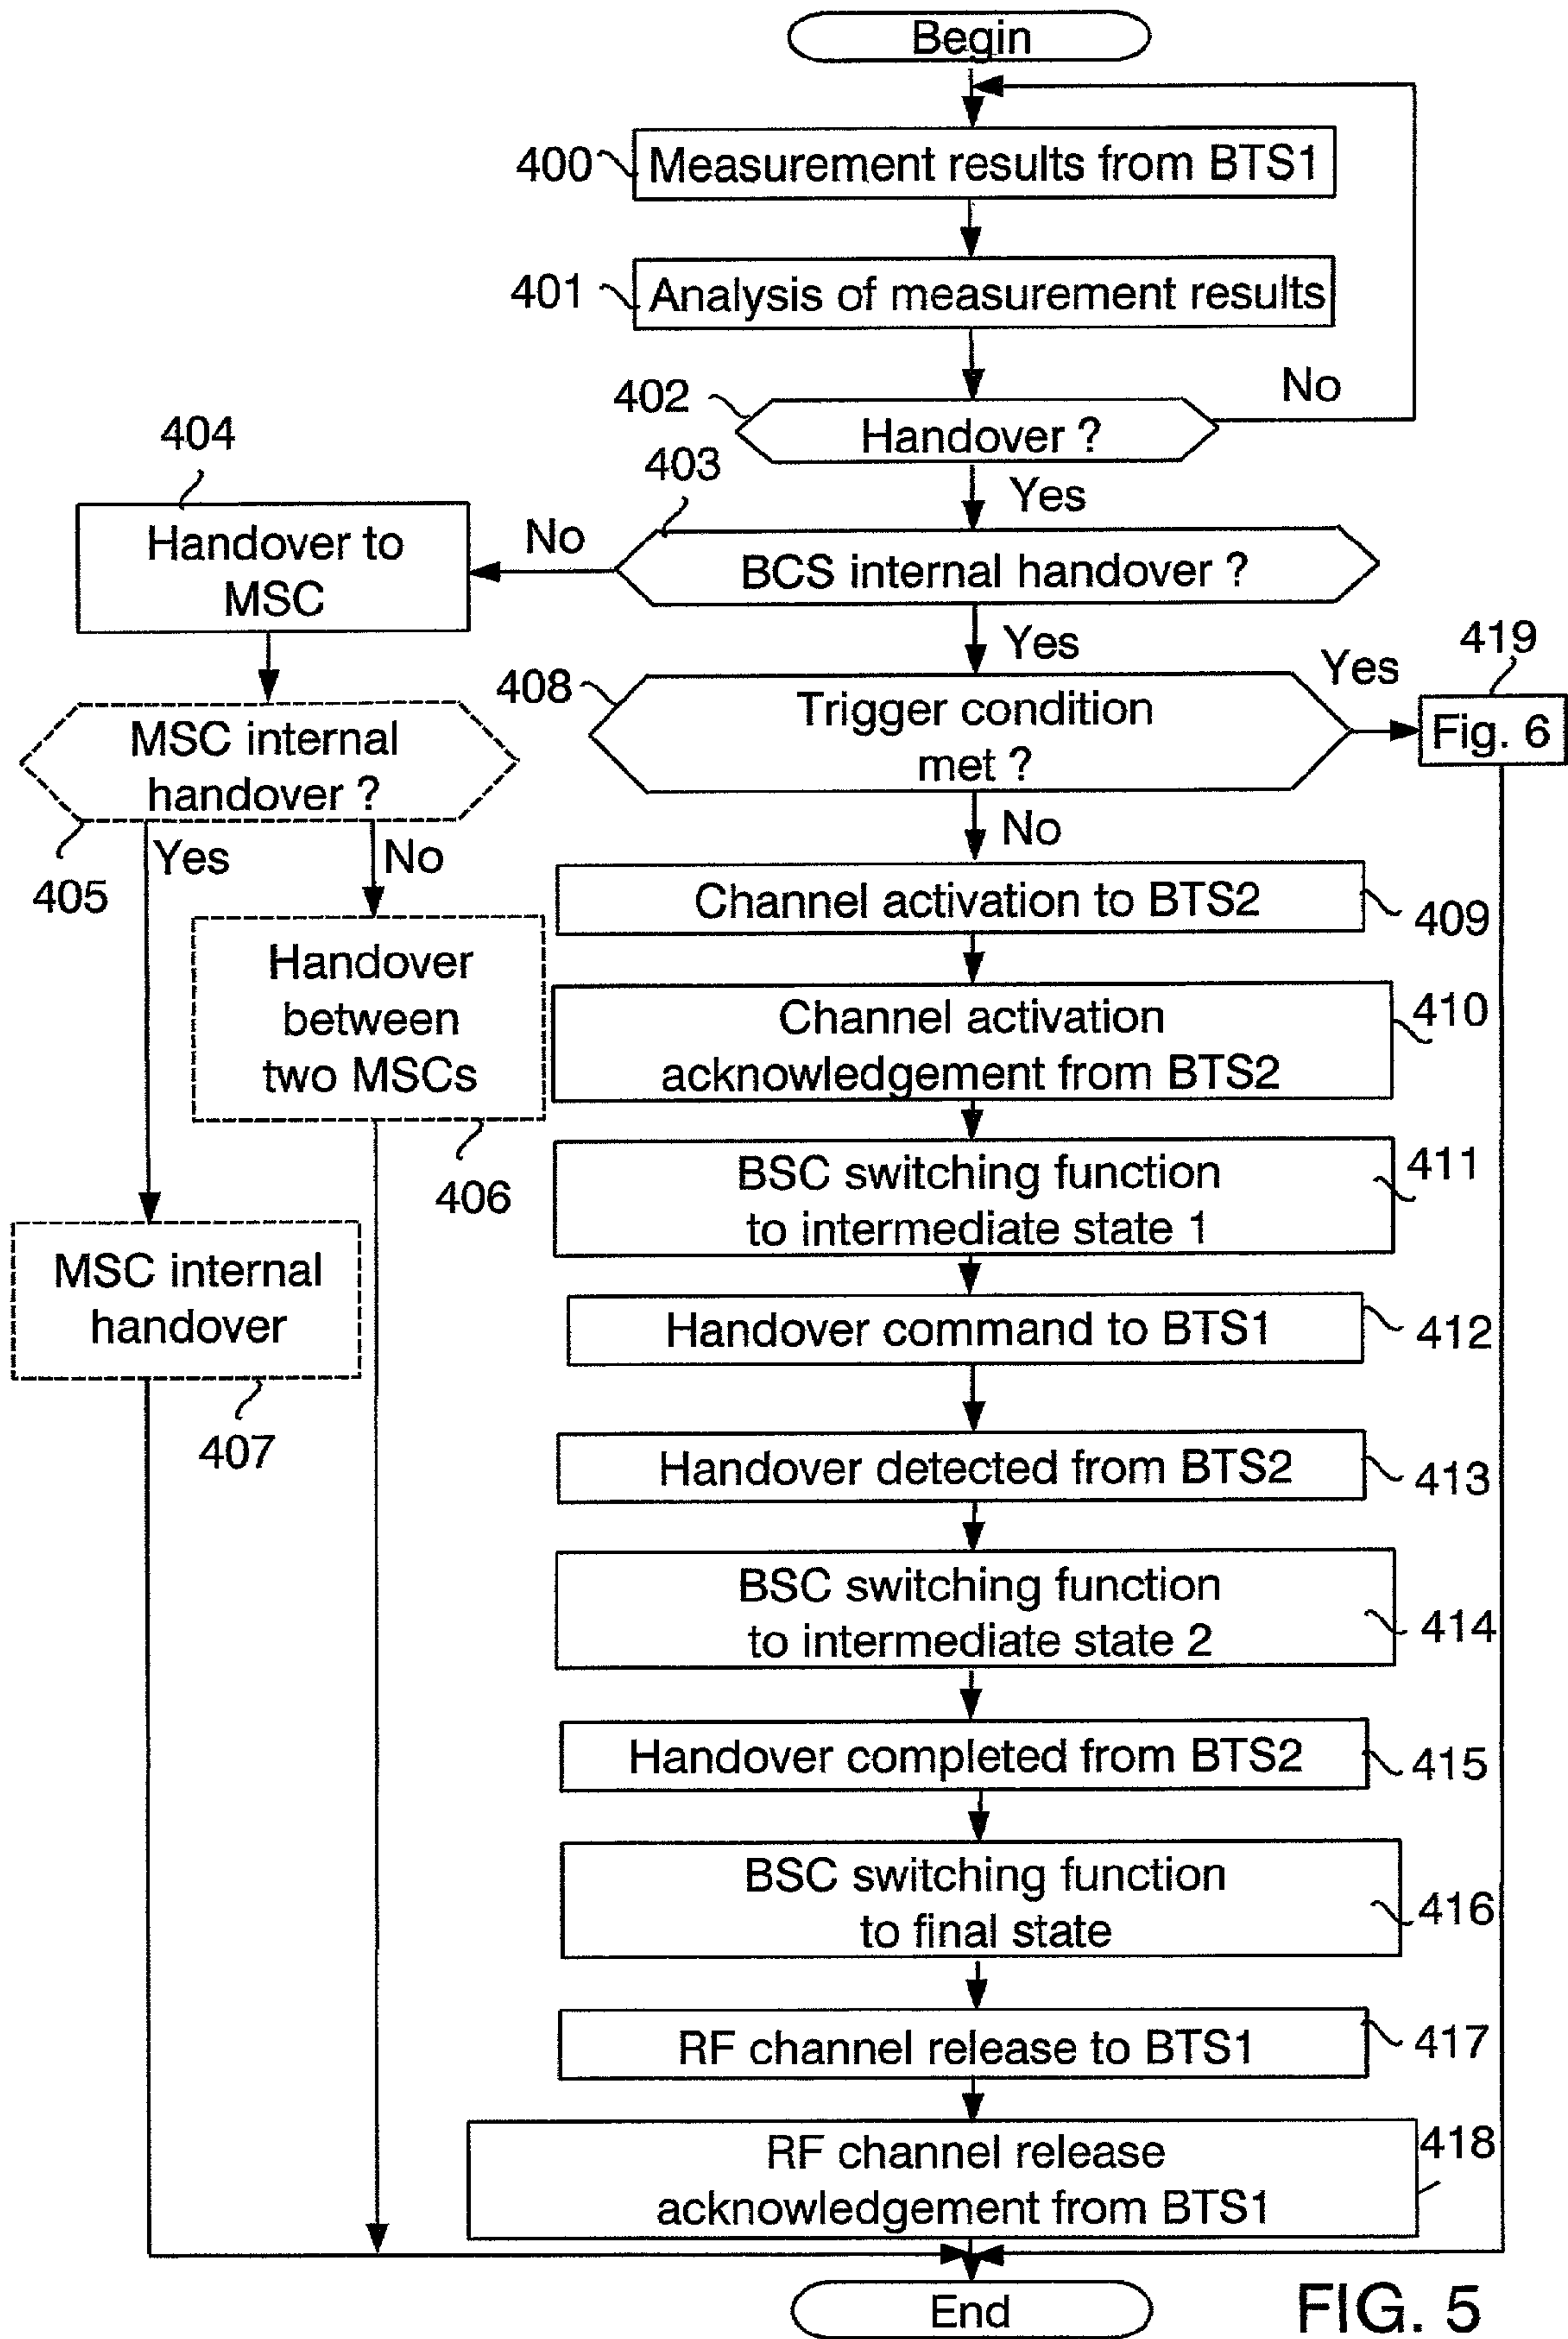 Begin
400
Measurement results from BTS1
401
Analysis of measurement results
402
No
Handover ?
404
403
Yes
Handover to
MSC
No
BCS internal handover ?
Yes
419
Yes
408
Trigger condition
met ?
Fig. 6
MSC internal
handover ?
No
405
Yes
No
Channel activation to BTS2
409
Handover
between
two MSCs
Channel activation
acknowledgement from BTS2
410
406
BSC switching function
to intermediate state 1
411
MSC internal
handover
Handover command to BTS1
412
407
Handover detected from BTS2
413
BSC switching function
to intermediate state 2
414
Handover completed from BTS2
415
BSC switching function
to final state
416
RF channel release to BTS1
417
RF channel release
acknowledgement from BTS1
418
End
FIG. 5